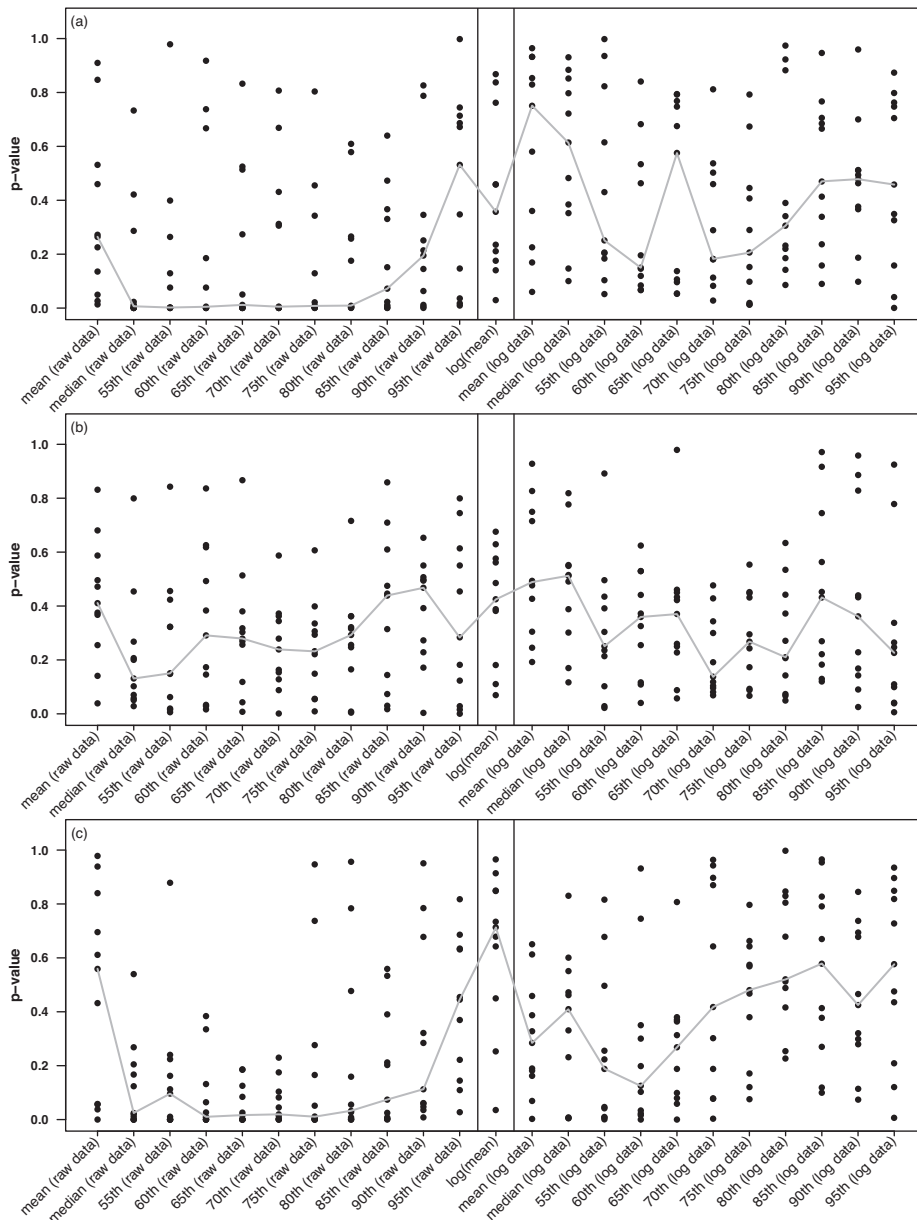 (a)
1.0
0.8
0.6
0.4
0.2
0.0
p−value
mean (raw data)
median (raw data)
55th (raw data)
60th (raw data)
65th (raw data)
70th (raw data)
75th (raw data)
80th (raw data)
85th (raw data)
90th (raw data)
95th (raw data)
log(mean)
mean (log data)
median (log data)
55th (log data)
60th (log data)
65th (log data)
70th (log data)
75th (log data)
80th (log data)
85th (log data)
90th (log data)
95th (log data)
(b)
1.0
0.8
0.6
0.4
0.2
0.0
p−value
mean (raw data)
median (raw data)
55th (raw data)
60th (raw data)
65th (raw data)
70th (raw data)
75th (raw data)
80th (raw data)
85th (raw data)
90th (raw data)
95th (raw data)
log(mean)
mean (log data)
median (log data)
55th (log data)
60th (log data)
65th (log data)
70th (log data)
75th (log data)
80th (log data)
85th (log data)
90th (log data)
95th (log data)
(c)
1.0
0.8
0.6
0.4
0.2
0.0
p−value
mean (raw data)
median (raw data)
55th (raw data)
60th (raw data)
65th (raw data)
70th (raw data)
75th (raw data)
80th (raw data)
85th (raw data)
90th (raw data)
95th (raw data)
log(mean)
mean (log data)
median (log data)
55th (log data)
60th (log data)
65th (log data)
70th (log data)
75th (log data)
80th (log data)
85th (log data)
90th (log data)
95th (log data)